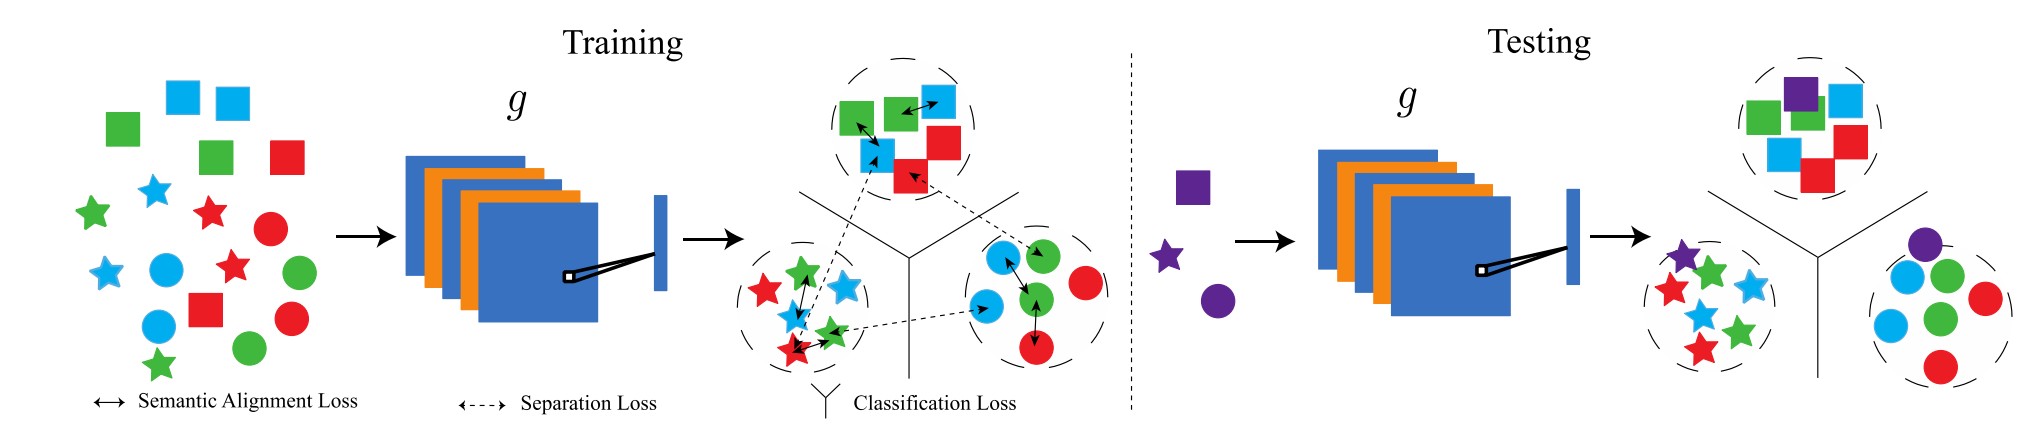 Training
Testing
g
g
Semantic Alignment Loss
Separation Loss
Classification Loss